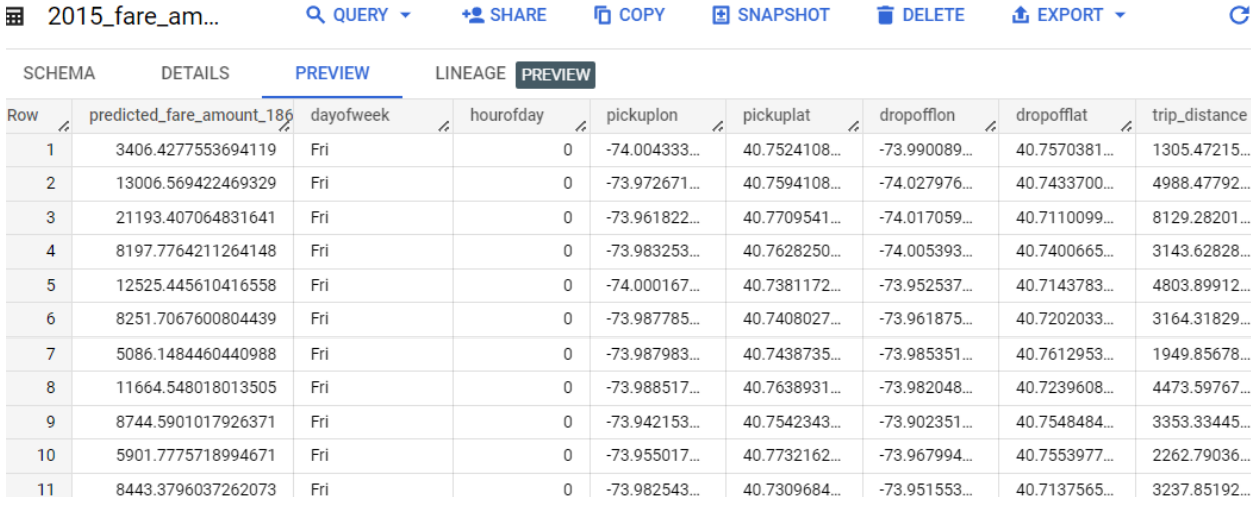 2015_fare_am... QUERY SHARE COPY SNAPSHOT DELETE EXPORT
SCHEMA DETAILS PREVIEW LINEAGE PREVIEW
Row predicted_fare_amount_186 dayofweek hourofday pickuplon pickuplat dropofflon dropofflat trip_distance
1 3406.4277553694119 Fri 0 -74.004333... 40.7524108... -73.990089... 40.7570381... 1305.47215...
2 13006.569422469329 Fri 0 -73.972671... 40.7594108... -74.027976... 40.7433700... 4988.47792...
3 21193.407064831641 Fri 0 -73.961822... 40.7709541... -74.017059... 40.7110099... 8129.28201...
4 8197.7764211264148 Fri 0 -73.983253... 40.7628250... -74.005393... 40.7400665... 3143.62828...
5 12525.445610416558 Fri 0 -74.000167... 40.7381172... -73.952537... 40.7143783... 4803.89912...
6 8251.7067600804439 Fri 0 -73.987785... 40.7408027... -73.961875... 40.7202033... 3164.31829...
7 5086.1484460440988 Fri 0 -73.987983... 40.7438735... -73.985351... 40.7612953... 1949.85678...
8 11664.548018013505 Fri 0 -73.988517... 40.7638931... -73.982048... 40.7239608... 4473.59767...
9 8744.5901017926371 Fri 0 -73.942153... 40.7542343... -73.902351... 40.7548484... 3353.33445...
10 5901.7775718994671 Fri 0 -73.955017... 40.7732162... -73.967994... 40.7553977... 2262.79036...
11 8443.3796037262073 Fri 0 -73.982543... 40.7309684... -73.951553... 40.7137565... 3237.85192...